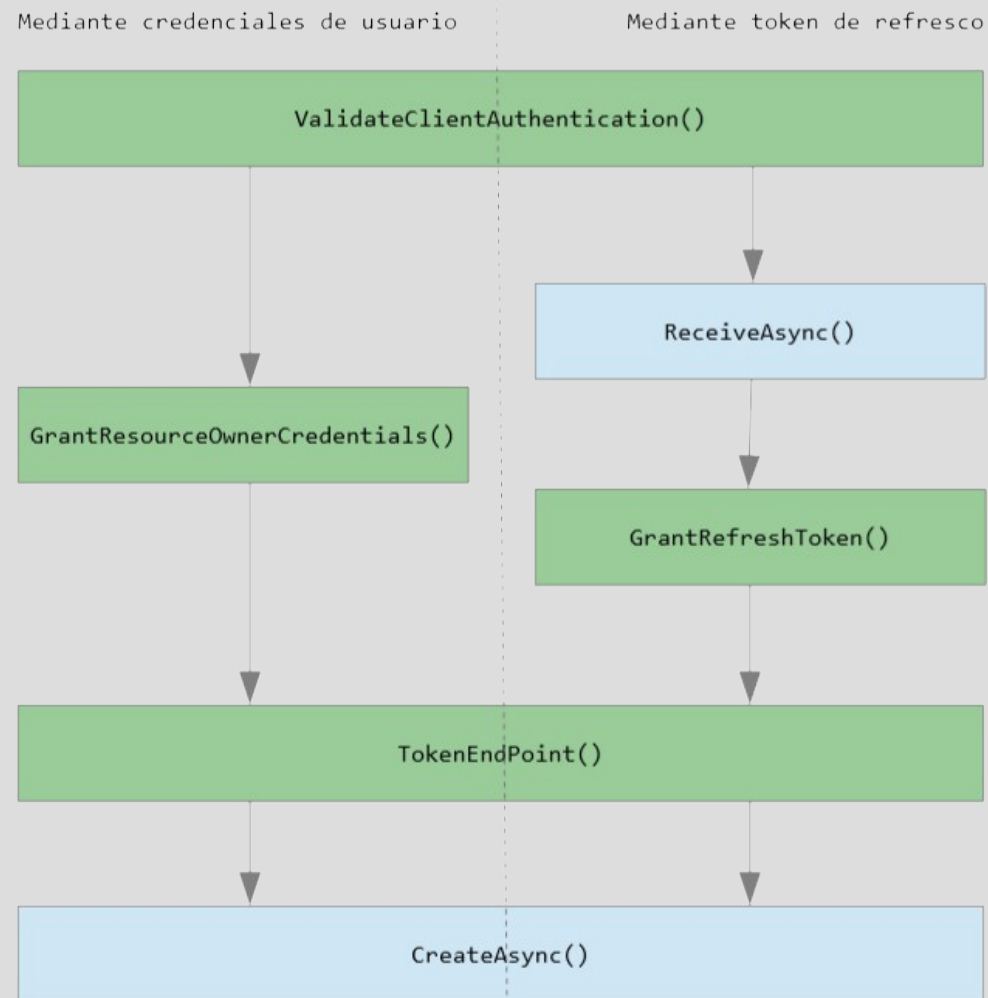 Mediante credenciales de usuario
Mediante token de refresco
ValidateClientAuthentication()
ReceiveAsync()
GrantResourceOwnerCredentials()
GrantRefreshToken()
TokenEndPoint()
CreateAsync()